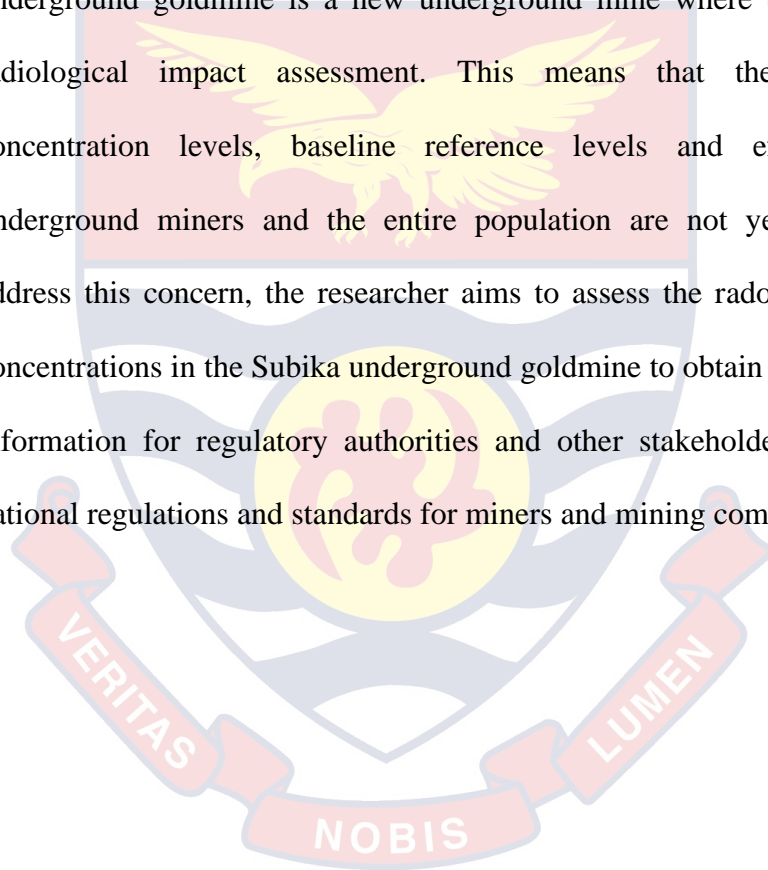 nderground goldmine is a new underground mine where
diological impact assessment. This means that the
oncentration levels, baseline reference levels and e
nderground miners and the entire population are not ye
ddress this concern, the researcher aims to assess the rado
oncentrations in the Subika underground goldmine to obtain
formation for regulatory authorities and other stakeholde
ational regulations and standards for miners and mining com
VERITAS
NOBIS
LUMEN